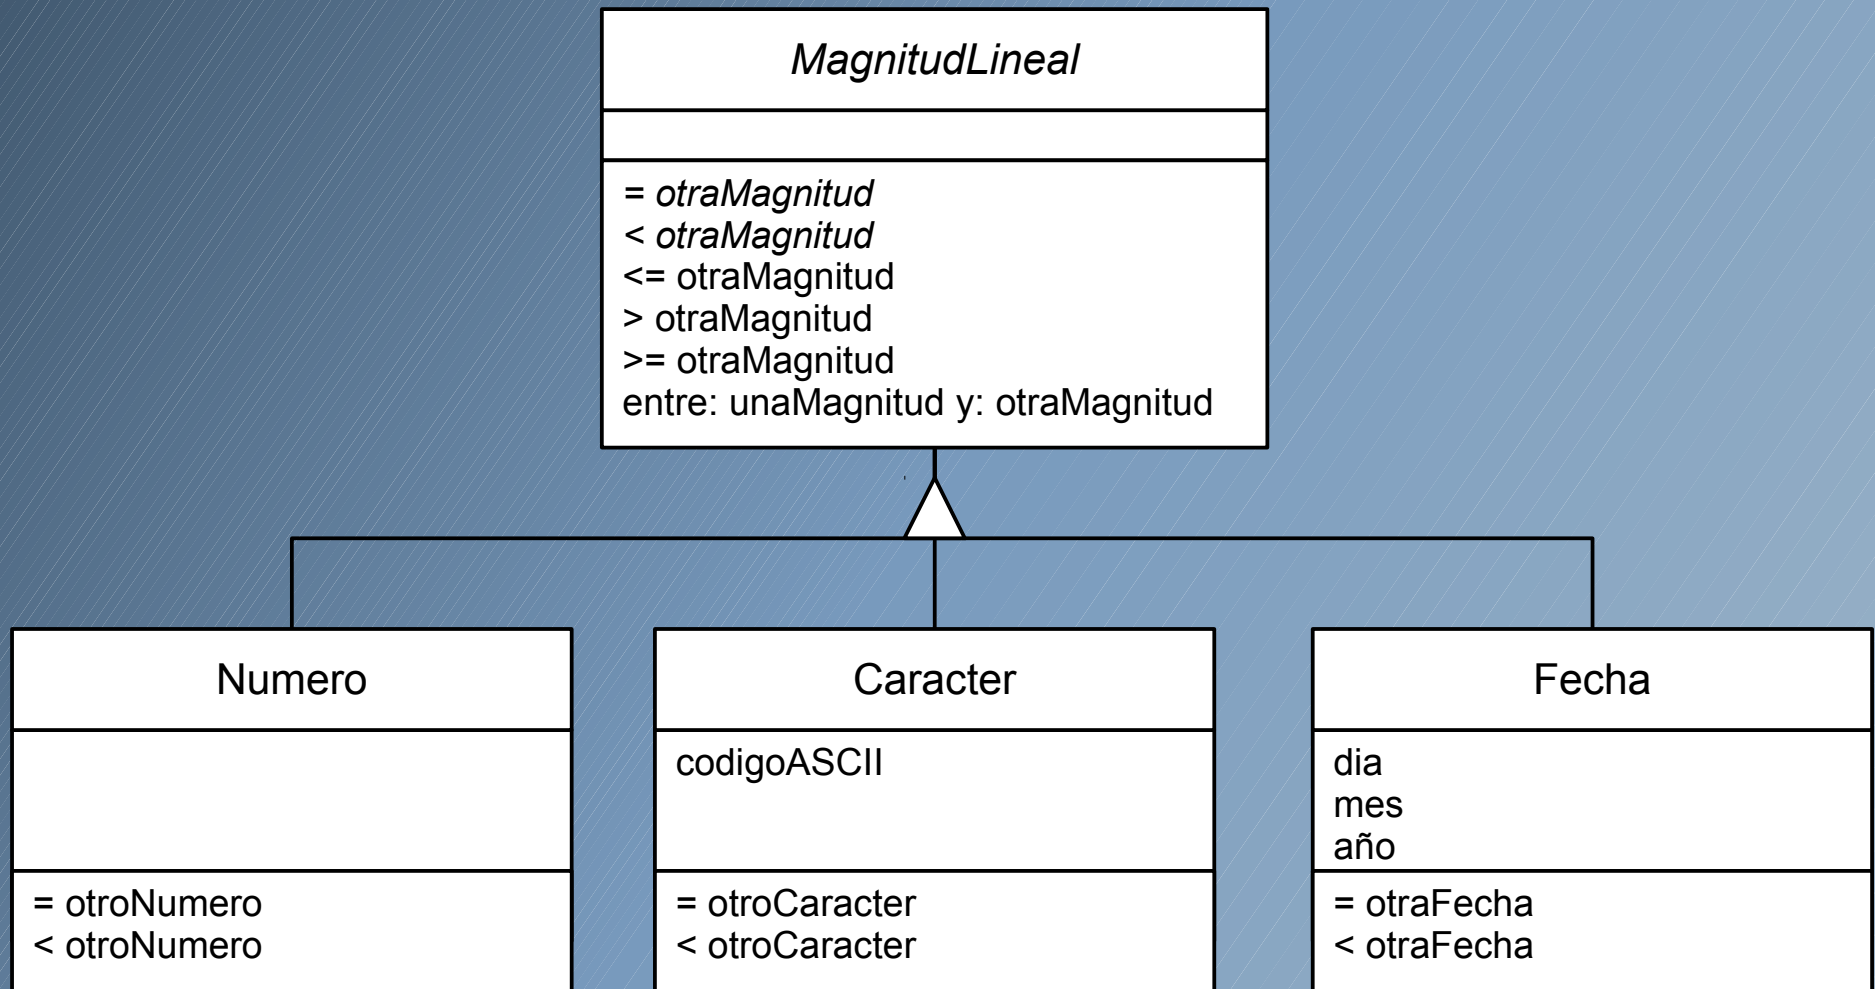 MagnitudLineal
= otraMagnitud
< otraMagnitud
<= otraMagnitud
> otraMagnitud
>= otraMagnitud
entre: unaMagnitud y: otraMagnitud
Numero
= otroNumero
< otroNumero
Caracter
codigoASCII
= otroCaracter
< otroCaracter
Fecha
dia
mes
año
= otraFecha
< otraFecha